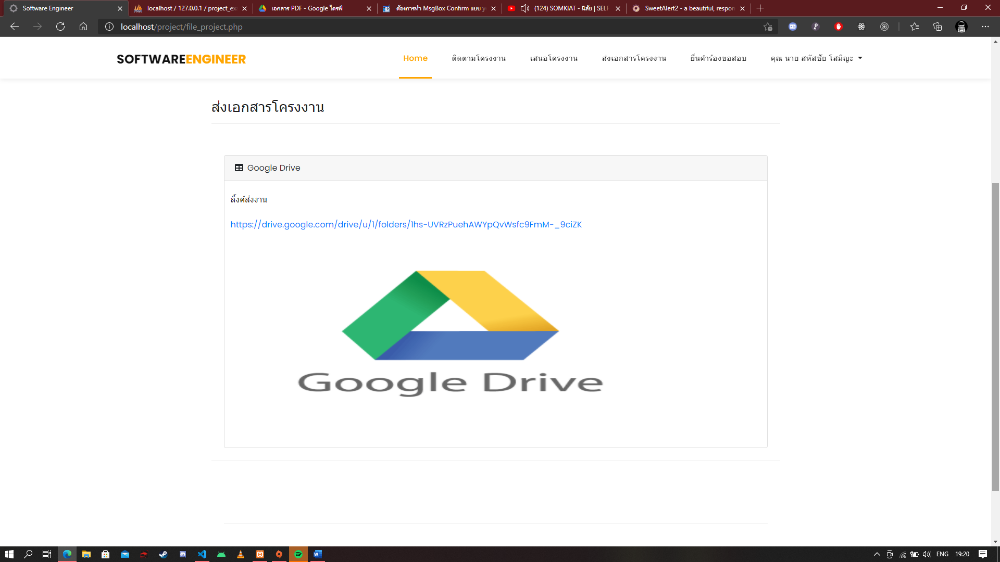 Software Engineer
localhost / 127.0.0.1 / project_ex
เอกสาร PDF - Google ไดรฟ์
ต้องการทำ MsgBox Confirm แบบ y
(124) SOMKIAT - นิสัย | SELF
SweetAlert2 - a beautiful, respon
localhost/project/file_project.php
SOFTWAREENGINEER
Home
ติดตามโครงงาน
เสนอโครงงาน
ส่งเอกสารโครงงาน
ยื่นคำร้องขอสอบ
คุณ นาย สหัสชัย โสมิญะ
ส่งเอกสารโครงงาน
Google Drive
ลิ้งค์ส่งงาน
https://drive.google.com/drive/u/1/folders/1hs-UVRzPuehAWYpQvWsfc9FmM-_9ciZK
Google Drive
ENG
19:20